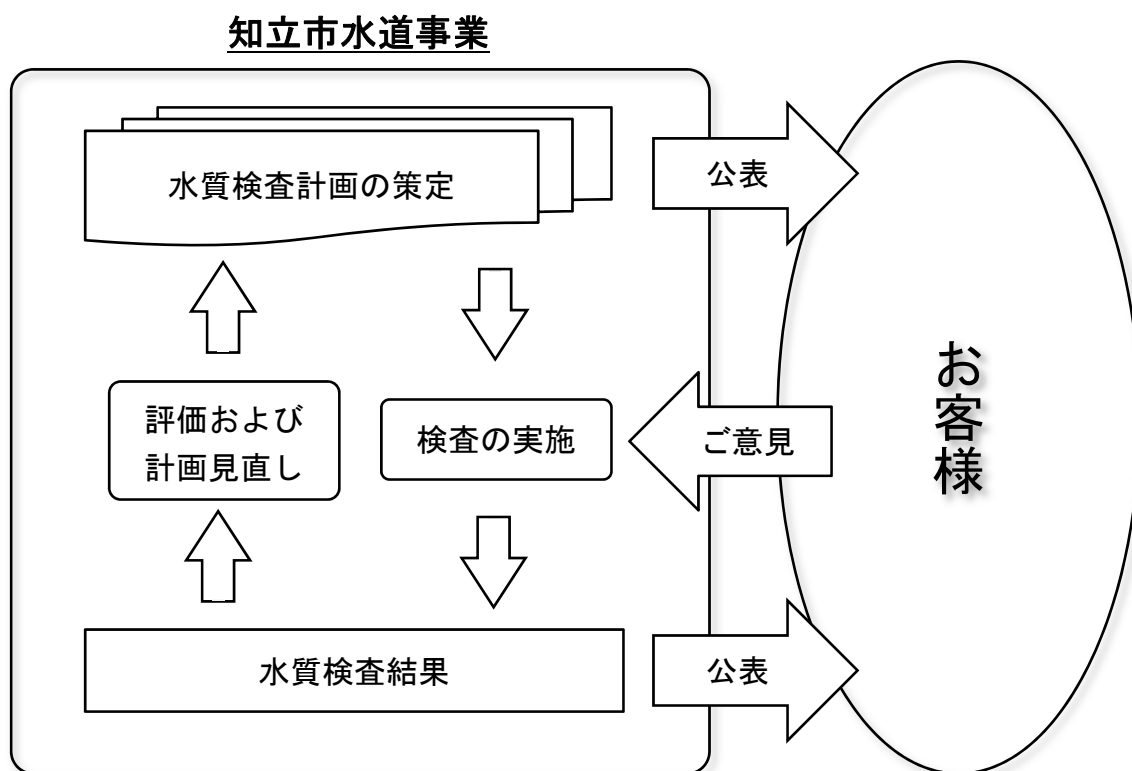 知立市水道事業
水質検査計画の策定
公表
評価および
計画見直し
検査の実施
ご意見
お客様
水質検査結果
公表